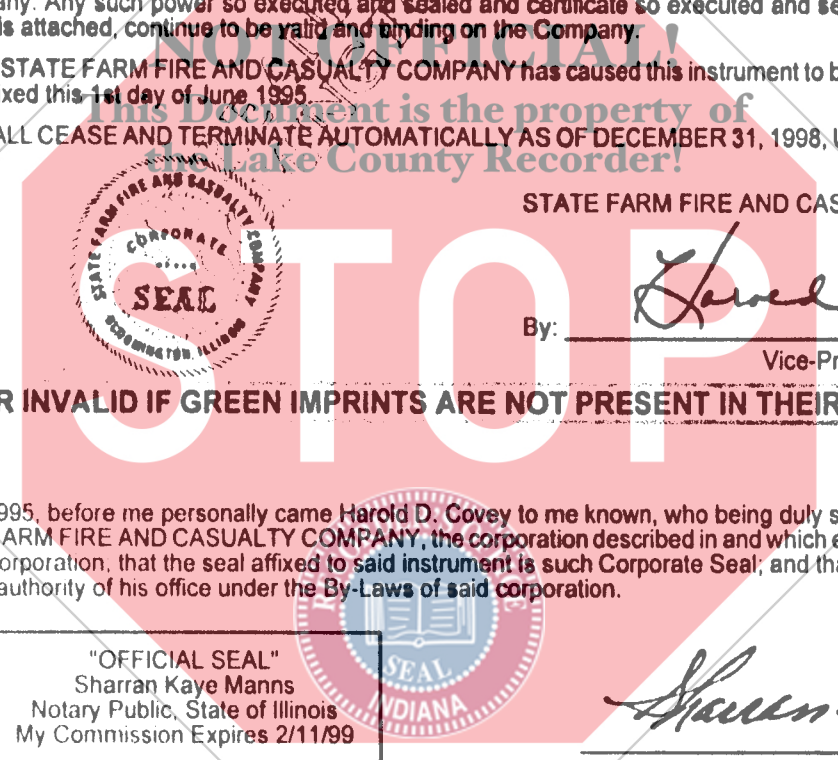 any. Any such power so executed and sealed and certificate so executed and se
is attached, continue to be valid and binding on the Company.
NOT OFFICIAL!
STATE FARM FIRE AND CASUALTY COMPANY has caused this instrument to b
ixed this 1st day of June 1995.
This Document is the property of
ALL CEASE AND TERMINATE AUTOMATICALLY AS OF DECEMBER 31, 1998, U
the Lake County Recorder!
STATE FARM FIRE AND CASUALTY COMPANY
CORPORATE
SEAL
BLOOMINGTON, ILLINOIS
STATE FARM FIRE AND CAS
STOP
Harold
By:
Vice-Pr
R INVALID IF GREEN IMPRINTS ARE NOT PRESENT IN THEIR
995, before me personally came Harold D. Covey to me known, who being duly s
ARM FIRE AND CASUALTY COMPANY, the corporation described in and which e
orporation, that the seal affixed to said instrument is such Corporate Seal; and tha
authority of his office under the By-Laws of said corporation.
SEAL
INDIANA
"OFFICIAL SEAL"
Sharran Kaye Manns
Notary Public, State of Illinois
My Commission Expires 2/11/99
Sharran